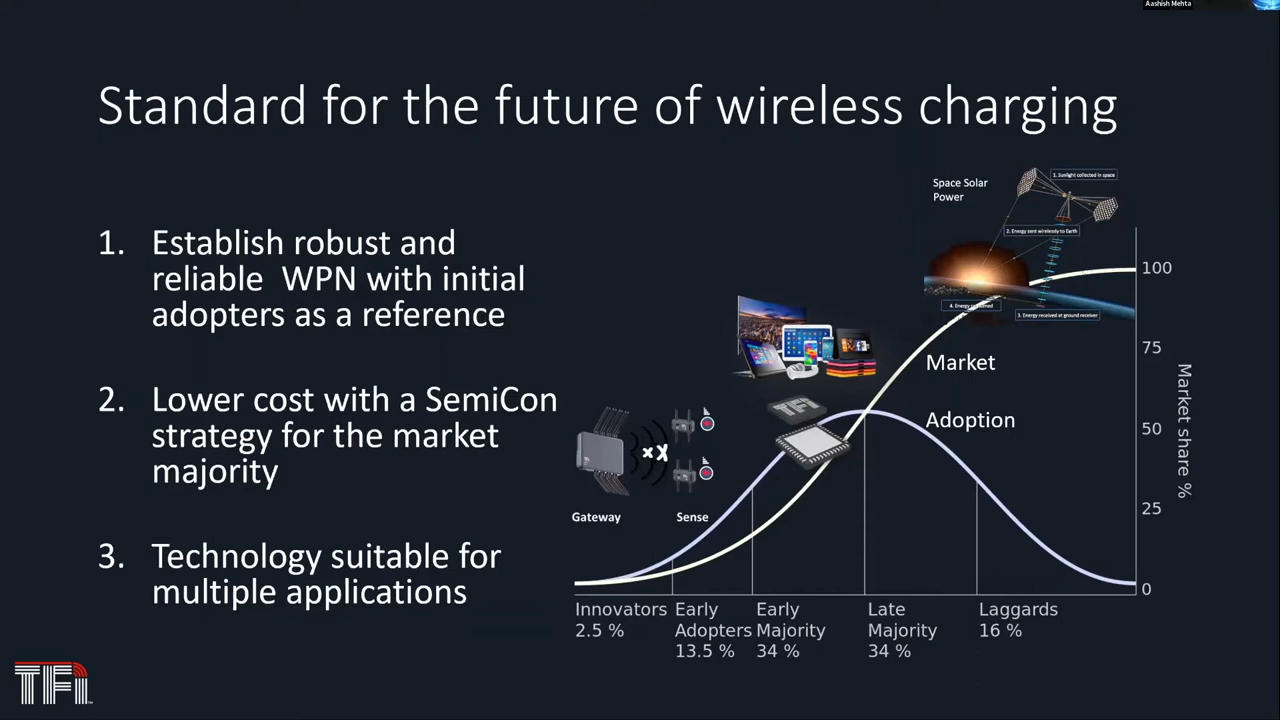 Aashish Mehta
Standard for the future of wireless charging
1. Establish robust and
reliable WPN with initial
adopters as a reference
2. Lower cost with a SemiCon
strategy for the market
majority
3. Technology suitable for
multiple applications
Space Solar
Power
1. Sunlight collected in space
2. Energy sent wirelessly to Earth
3. Energy received at ground receiver
Market
Adoption
TFi
Gateway
Sense
100
75
50
25
0
Market share %
Innovators
2.5 %
Early
Adopters
13.5 %
Early
Majority
34 %
Late
Majority
34 %
Laggards
16 %
TFi